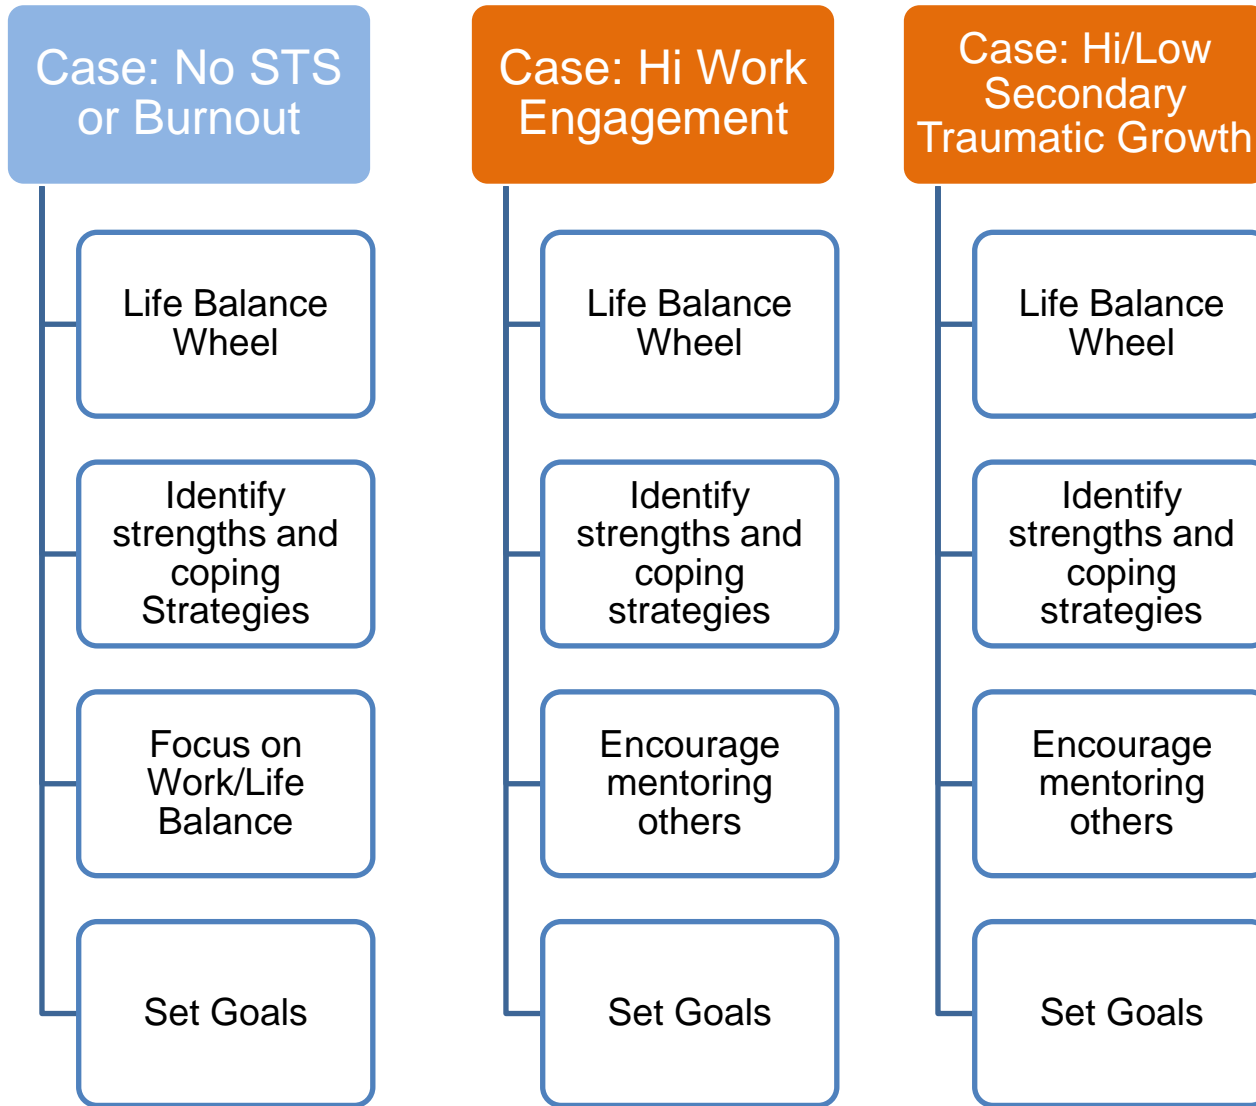 Case: No STS
or Burnout
Life Balance
Wheel
Identify
strengths and
coping
Strategies
Focus on
Work/Life
Balance
Set Goals
Case: Hi Work
Engagement
Life Balance
Wheel
Identify
strengths and
coping
strategies
Encourage
mentoring
others
Set Goals
Case: Hi/Low
Secondary
Traumatic Growth
Life Balance
Wheel
Identify
strengths and
coping
strategies
Encourage
mentoring
others
Set Goals